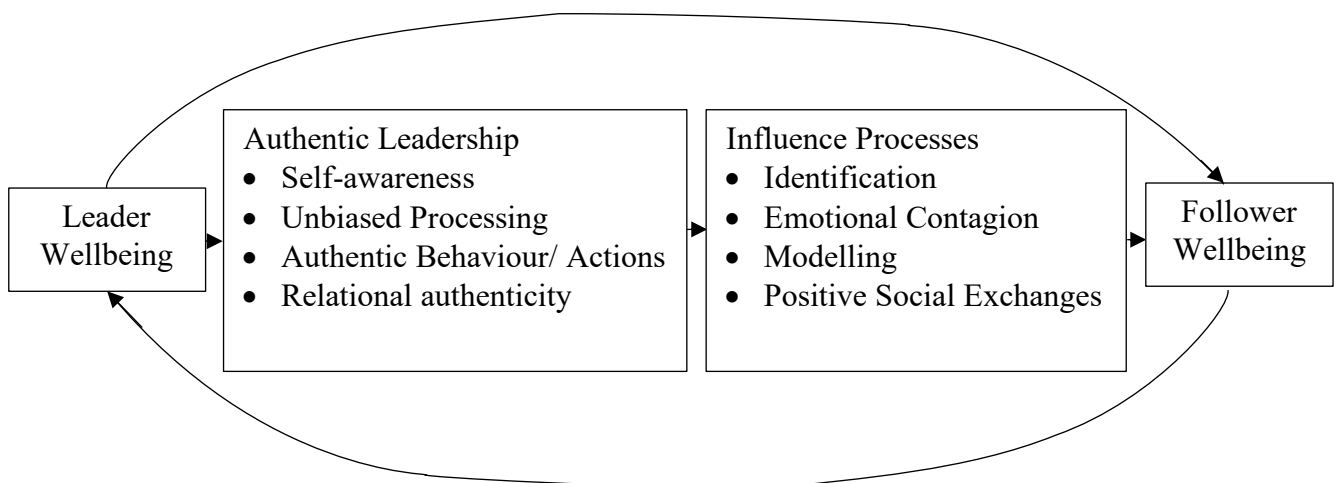 Leader
Wellbeing
Authentic Leadership
• Self-awareness
• Unbiased Processing
• Authentic Behaviour/ Actions
• Relational authenticity
Influence Processes
• Identification
• Emotional Contagion
• Modelling
• Positive Social Exchanges
Follower
Wellbeing